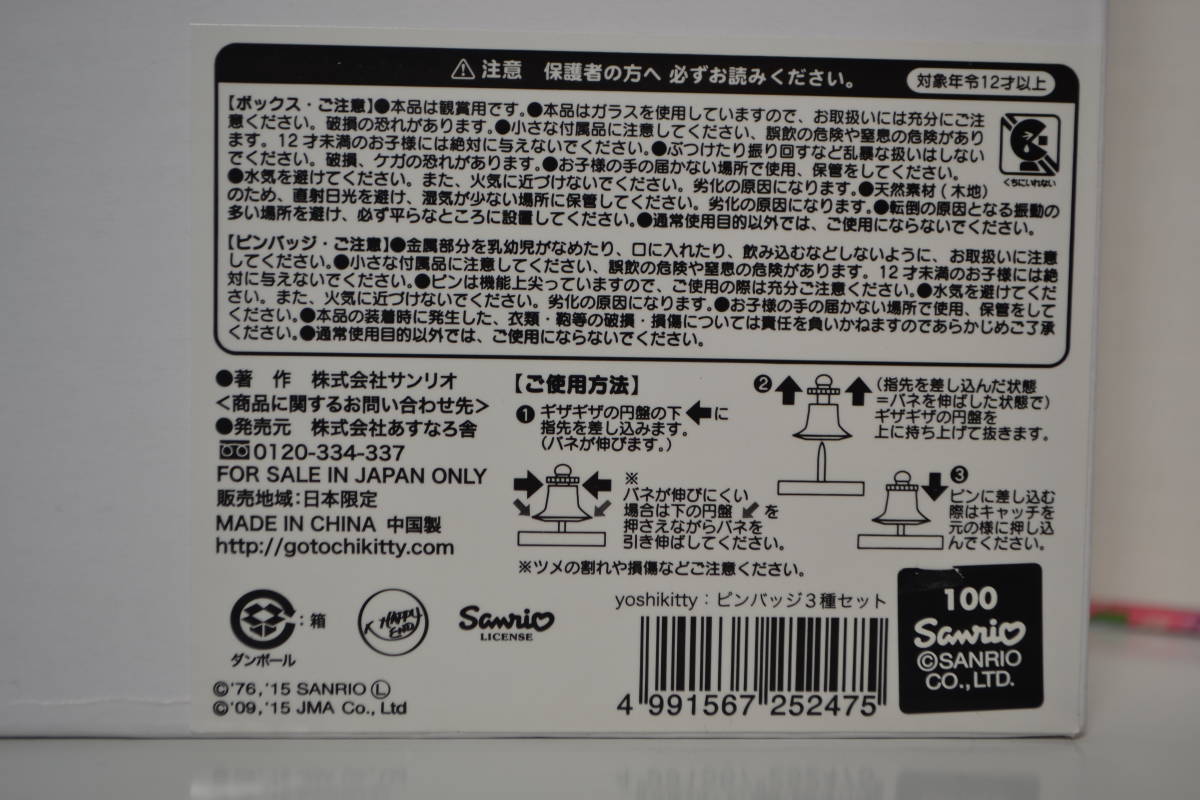 ⚠注意 保護者の方へ 必ずお読みください。
対象年令12才以上
【ボックス・ご注意】●本品は観賞用です。●本品はガラスを使用していますので、お取扱いには充分にご注
意ください。破損の恐れがあります。●小さな付属品に注意してください、誤飲の危険や窒息の危険があり
ます。12才未満のお子様には絶対に与えないでください。●ぶつけたり振り回すなど乱暴な扱いはしない
でください。破損、ケガの恐れがあります。●お子様の手の届かない場所で使用、保管をしてください。
●水気を避けてください。また、火気に近づけないでください。劣化の原因になります。●天然素材(木地)
のため、直射日光を避け、湿気が少ない場所に保管してください。劣化の原因になります。●転倒の原因となる振動の
多い場所を避け、必ず平らなところに設置してください。●通常使用目的以外では、ご使用にならないでください。
くちにいれない
【ピンバッジ・ご注意】●金属部分を乳幼児がなめたり、口に入れたり、飲み込むなどしないように、お取扱いに注意
してください。●小さな付属品に注意してください、誤飲の危険や窒息の危険があります。12才未満のお子様には絶
対に与えないでください。●ピンは機能上尖っていますので、ご使用の際は充分ご注意ください。●水気を避けてくだ
さい。また、火気に近づけないでください。劣化の原因になります。●お子様の手の届かない場所で使用、保管をして
ください。●本品の装着時に発生した、衣類・鞄等の破損・損傷については責任を負いかねますのであらかじめご了承
ください。●通常使用目的以外では、ご使用にならないでください。
●著 作 株式会社サンリオ
<商品に関するお問い合わせ先>
●発売元 株式会社あすなろ舎
0120-334-337
FOR SALE IN JAPAN ONLY
販売地域:日本限定
MADE IN CHINA 中国製
http://gotochikitty.com
【ご使用方法】
❶ ギザギザの円盤の下⬅に
指先を差し込みます。
(バネが伸びます。)
※
バネが伸びにくい
場合は下の円盤↙を
押さえながらバネを
引き伸ばしてください。
❷
(指先を差し込んだ状態
=バネを伸ばした状態で)
ギザギザの円盤を
上に持ち上げて抜きます。
❸
ピンに差し込む
際はキャッチを
元の様に押し込
んでください。
※ツメの割れや損傷などご注意ください。
:箱
ダンボール
K HAPPY END
Sanrio
LICENSE
©'76,'15 SANRIO Ⓛ
©'09,'15 JMA Co., Ltd
yoshikitty:ピンバッジ3種セット
4 991567 252475
100
Sanrio
©SANRIO
CO.,LTD.